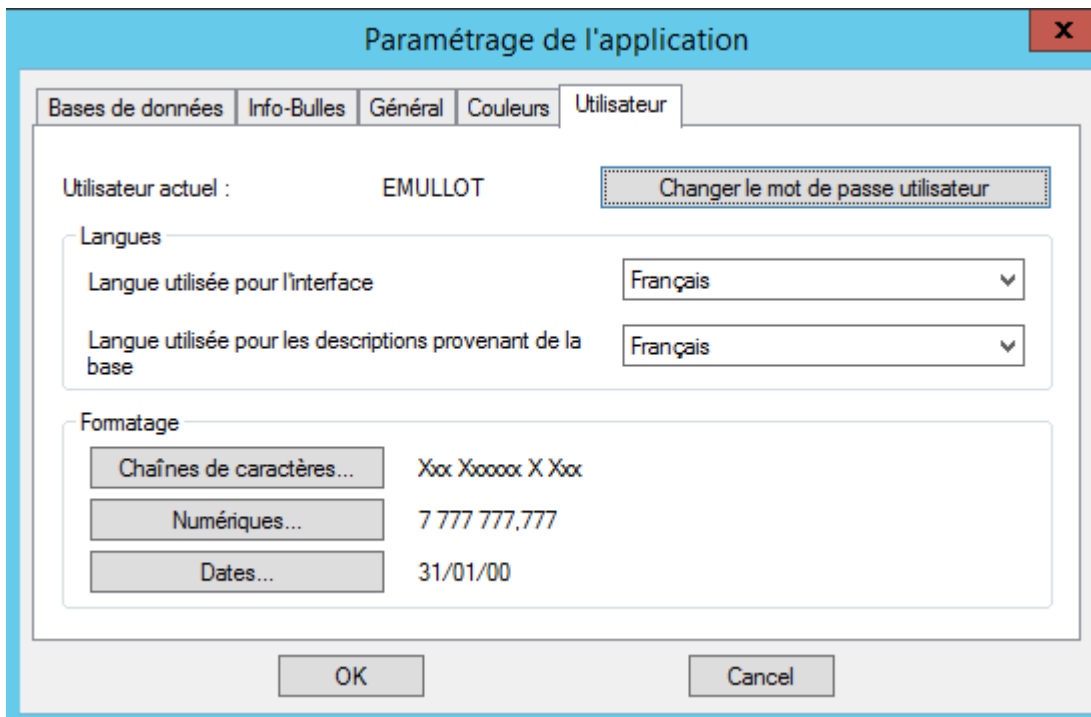 Paramétrage de l'application
x
Bases de données
Info-Bulles
Général
Couleurs
Utilisateur
Utilisateur actuel :
EMULLOT
Changer le mot de passe utilisateur
Langues
Langue utilisée pour l'interface
Français
Langue utilisée pour les descriptions provenant de la
base
Français
Formatage
Chaînes de caractères...
Xxx Xxxxxx X Xxx
Numériques...
7 777 777,777
Dates...
31/01/00
OK
Cancel